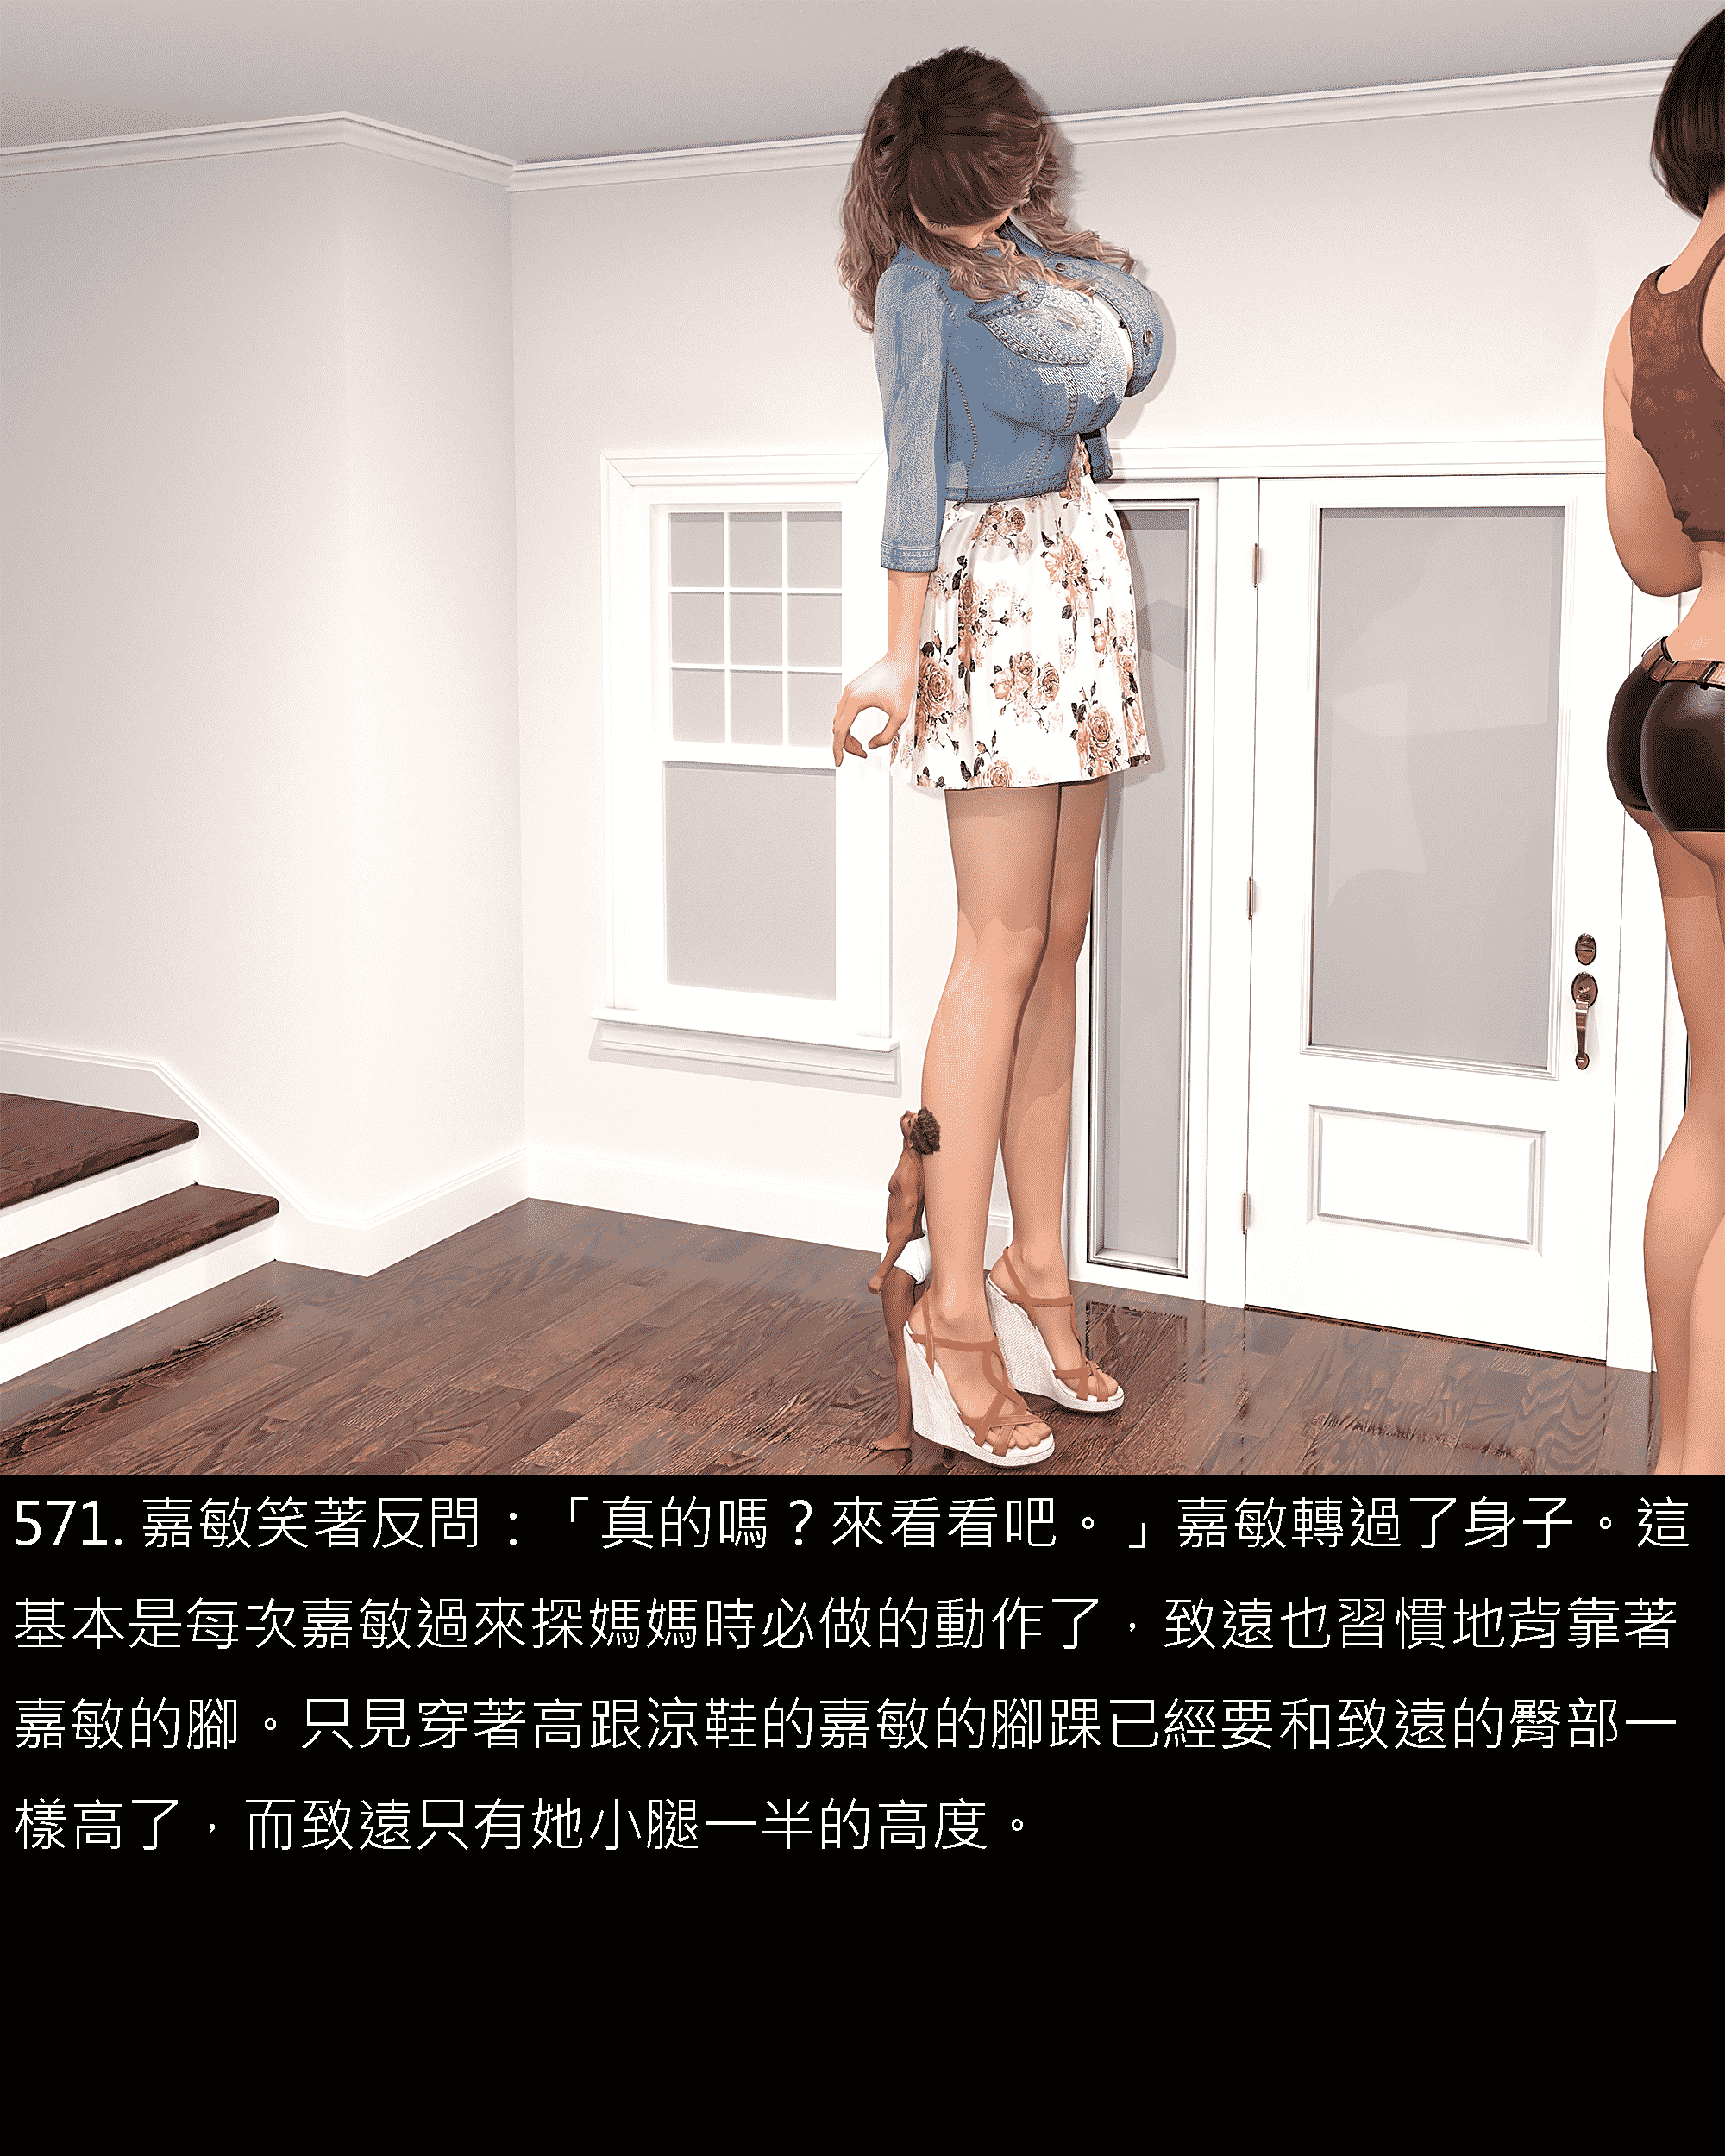 571. 嘉敏笑著反問：「真的嗎？來看看吧。」嘉敏轉過了身子。這
基本是每次嘉敏過來探媽媽時必做的動作了，致遠也習慣地背靠著
嘉敏的腳。只見穿著高跟涼鞋的嘉敏的腳踝已經要和致遠的臀部一
樣高了，而致遠只有她小腿一半的高度。